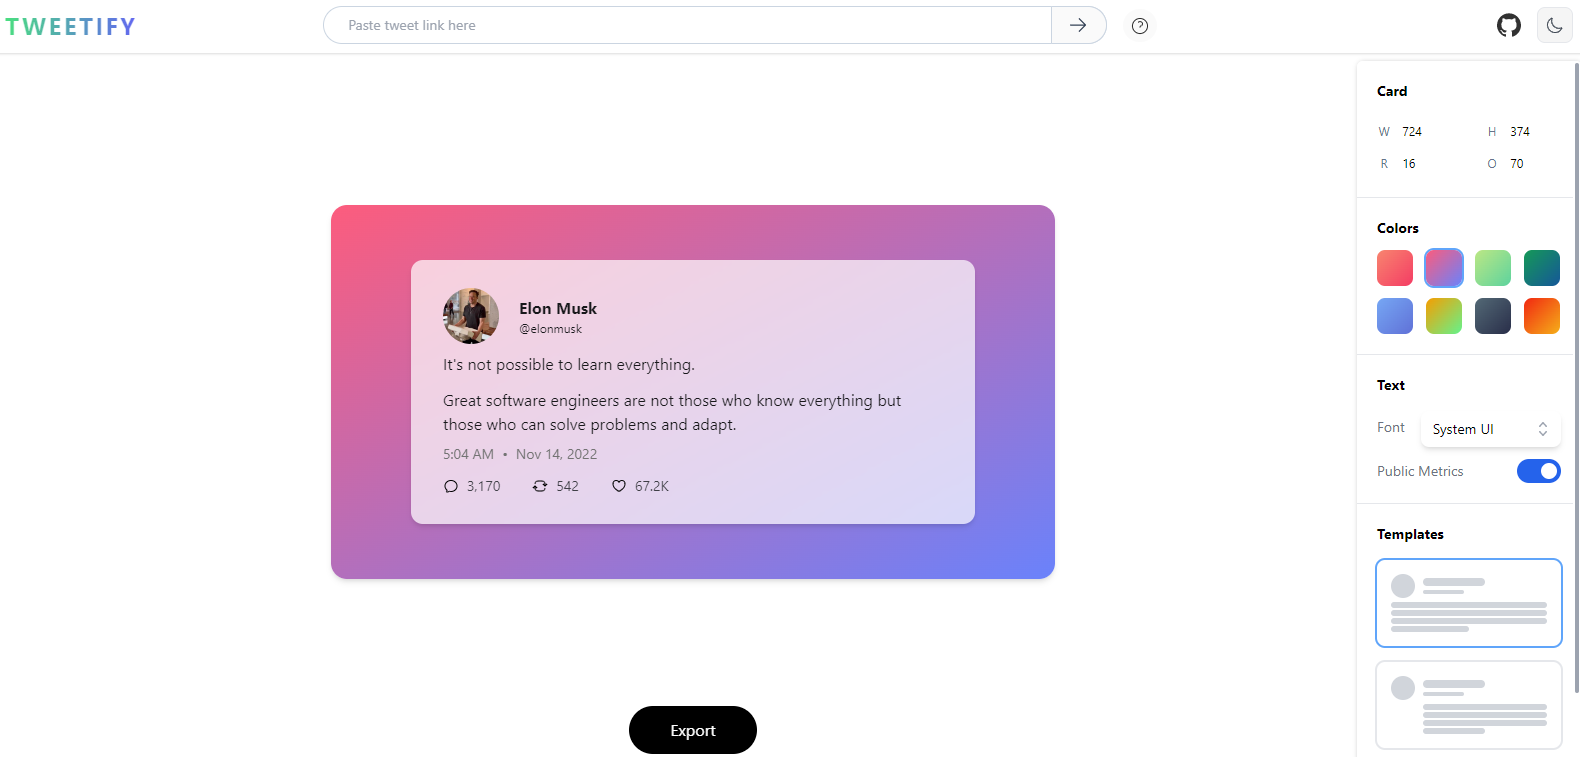 TWEETIFY
Paste tweet link here
Elon Musk
@elonmusk
It's not possible to learn everything.
Great software engineers are not those who know everything but
those who can solve problems and adapt.
5:04 AM • Nov 14, 2022
3,170 542 67.2K
Export
Card
W 724 H 374
R 16 O 70
Colors
Text
Font System UI
Public Metrics
Templates